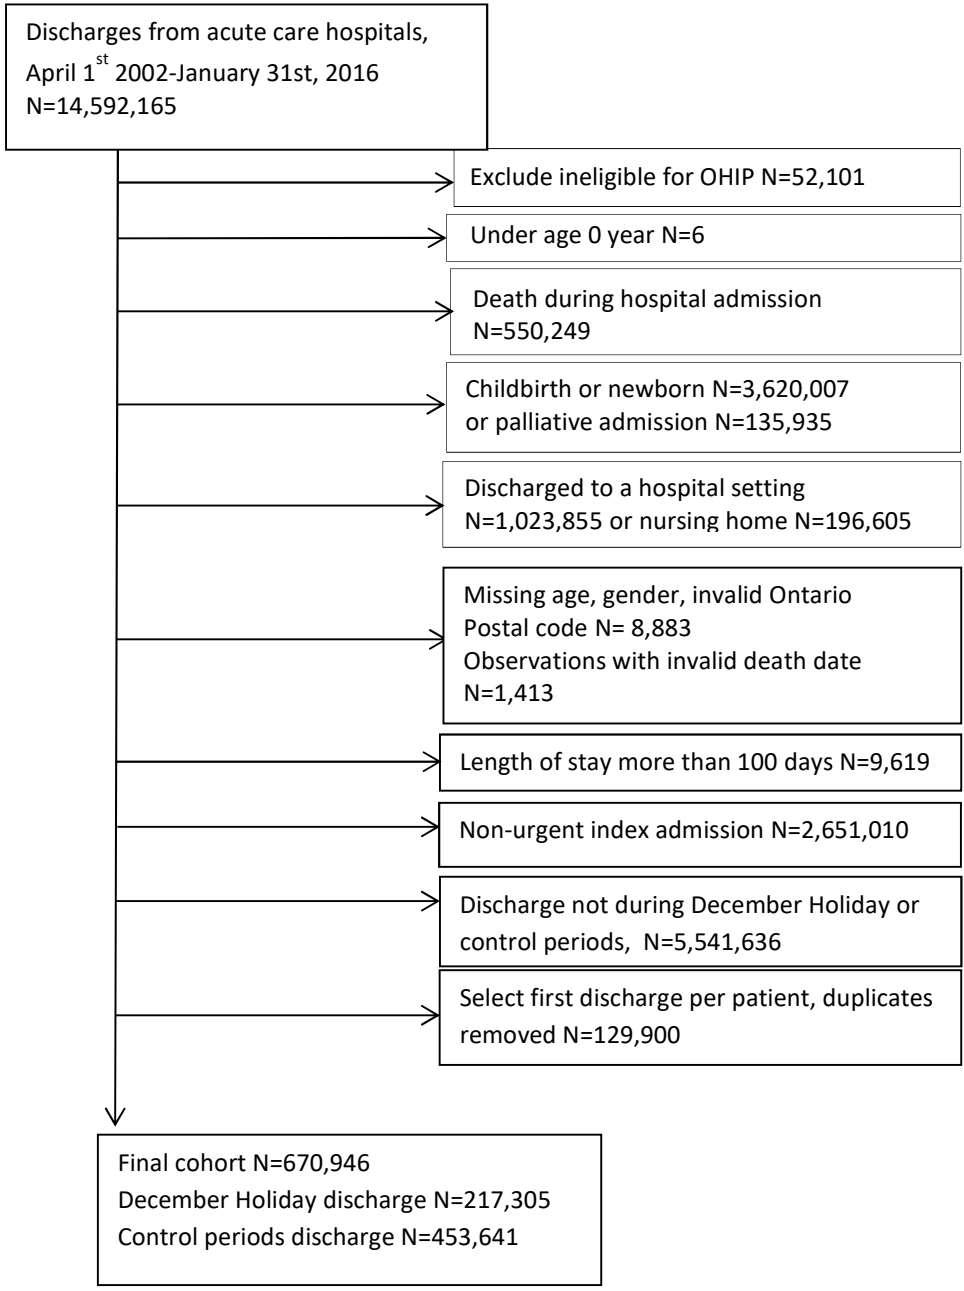 Discharges from acute care hospitals,
April 1st 2002-January 31st, 2016
N=14,592,165
Exclude ineligible for OHIP N=52,101
Under age 0 year N=6
Death during hospital admission
N=550,249
Childbirth or newborn N=3,620,007
or palliative admission N=135,935
Discharged to a hospital setting
N=1,023,855 or nursing home N=196,605
Missing age, gender, invalid Ontario
Postal code N= 8,883
Observations with invalid death date
N=1,413
Length of stay more than 100 days N=9,619
Non-urgent index admission N=2,651,010
Discharge not during December Holiday or
control periods,  N=5,541,636
Select first discharge per patient, duplicates
removed N=129,900
Final cohort N=670,946
December Holiday discharge N=217,305
Control periods discharge N=453,641